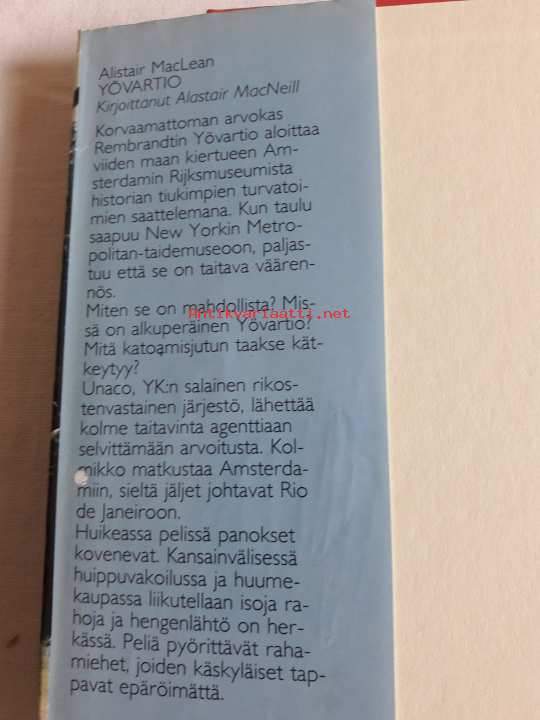 Alistair MacLean
YÖVARTIO
Kirjoittanut Alastair MacNeill
Korvaamattoman arvokas
Rembrandtin Yövartio aloittaa
viiden maan kiertueen Am-
sterdamin Rijksmuseumista
historian tiukimpien turvatoi-
mien saattelemana. Kun taulu
saapuu New Yorkin Metro-
politan-taidemuseoon, paljas-
tuu että se on taitava väären-
nös.
Miten se on mahdollista? Mis-
Antikvariaatti.net
sä on alkuperäinen Yövartio?
Mitä katoamisjutun taakse kät-
keytyy?
Unaco, YK:n salainen rikos-
tenvastainen järjestö, lähettää
kolme taitavinta agenttiaan
selvittämään arvoitusta. Kol-
mikko matkustaa Amsterda-
miin, sieltä jäljet johtavat Rio
de Janeiroon.
Huikeassa pelissä panokset
kovenevat. Kansainvälisessä
huippuvakoilussa ja huume-
kaupassa liikutellaan isoja ra-
hoja ja hengenlähtö on her-
kässä. Peliä pyörittävät raha-
miehet, joiden käskyläiset tap-
pavat epäröimättä.